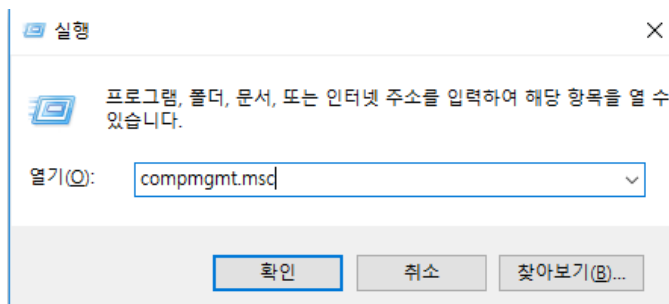 실행
프로그램, 폴더, 문서, 또는 인터넷 주소를 입력하여 해당 항목을 열 수
있습니다.
열기(O): compmgmt.msc
확인 취소 찾아보기(B)...